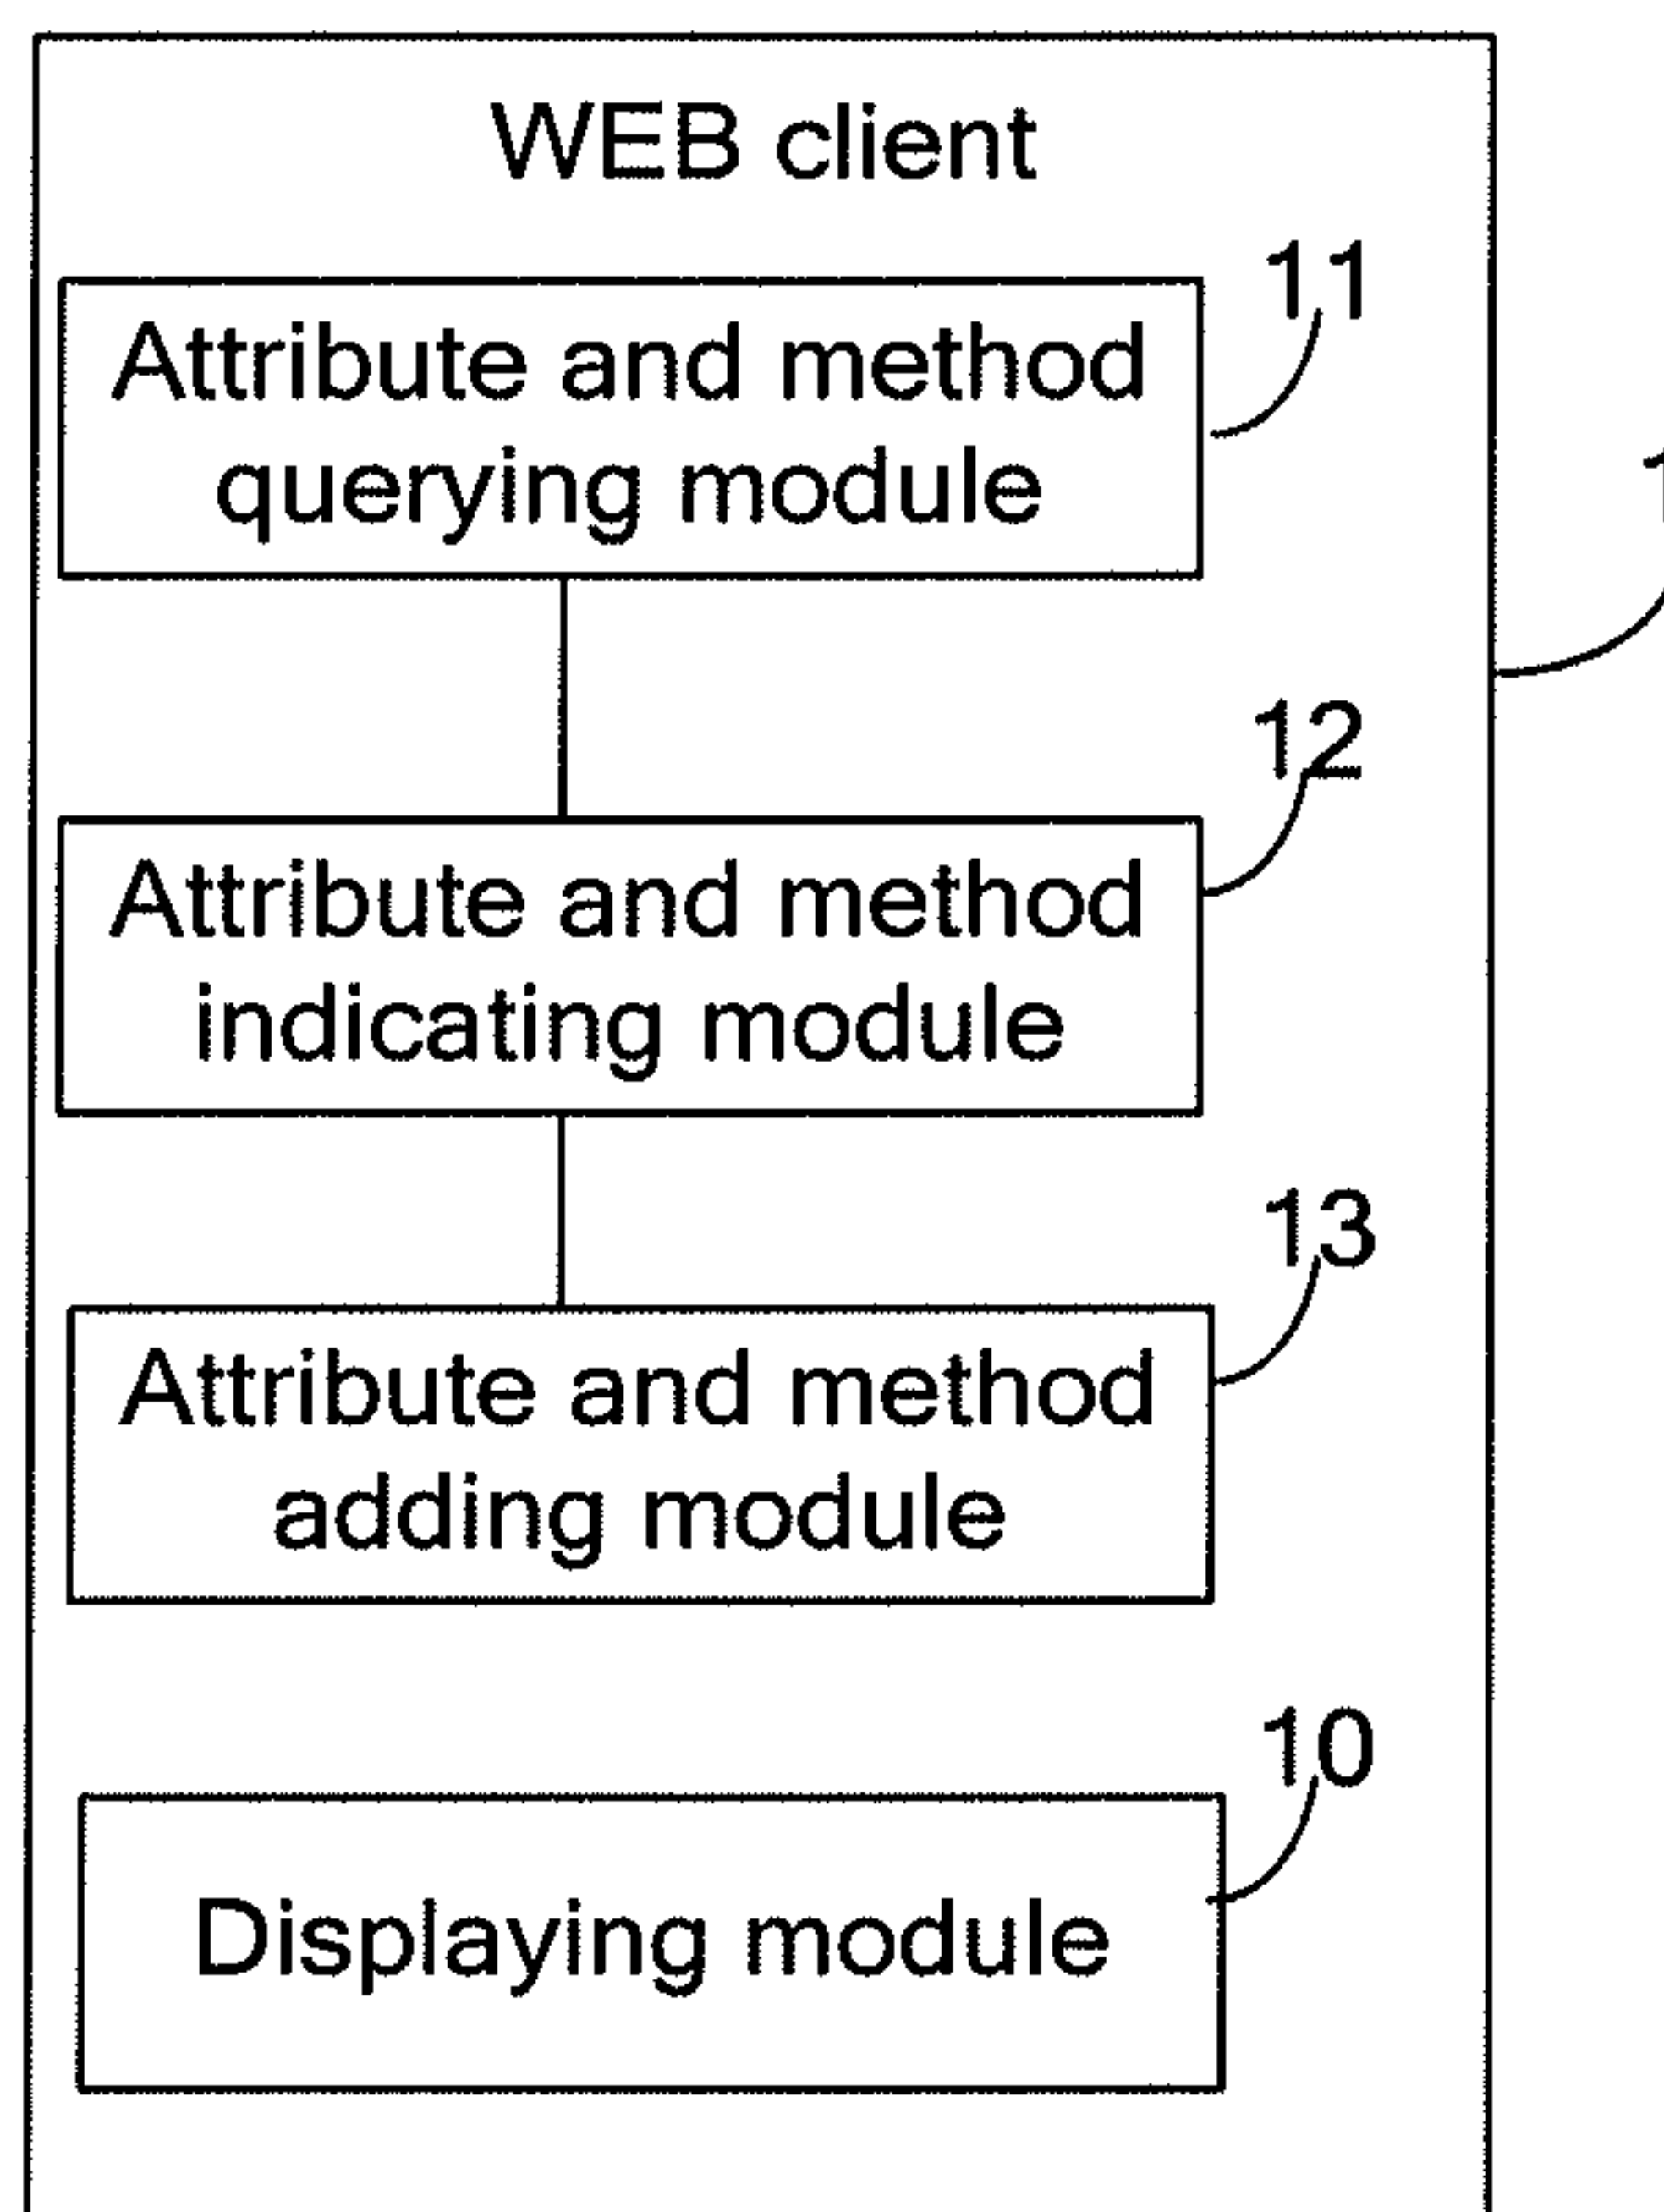 WEB client
11
Attribute and method
querying module
12
Attribute and method
indicating module
13
Attribute and method
adding module
10
Displaying module